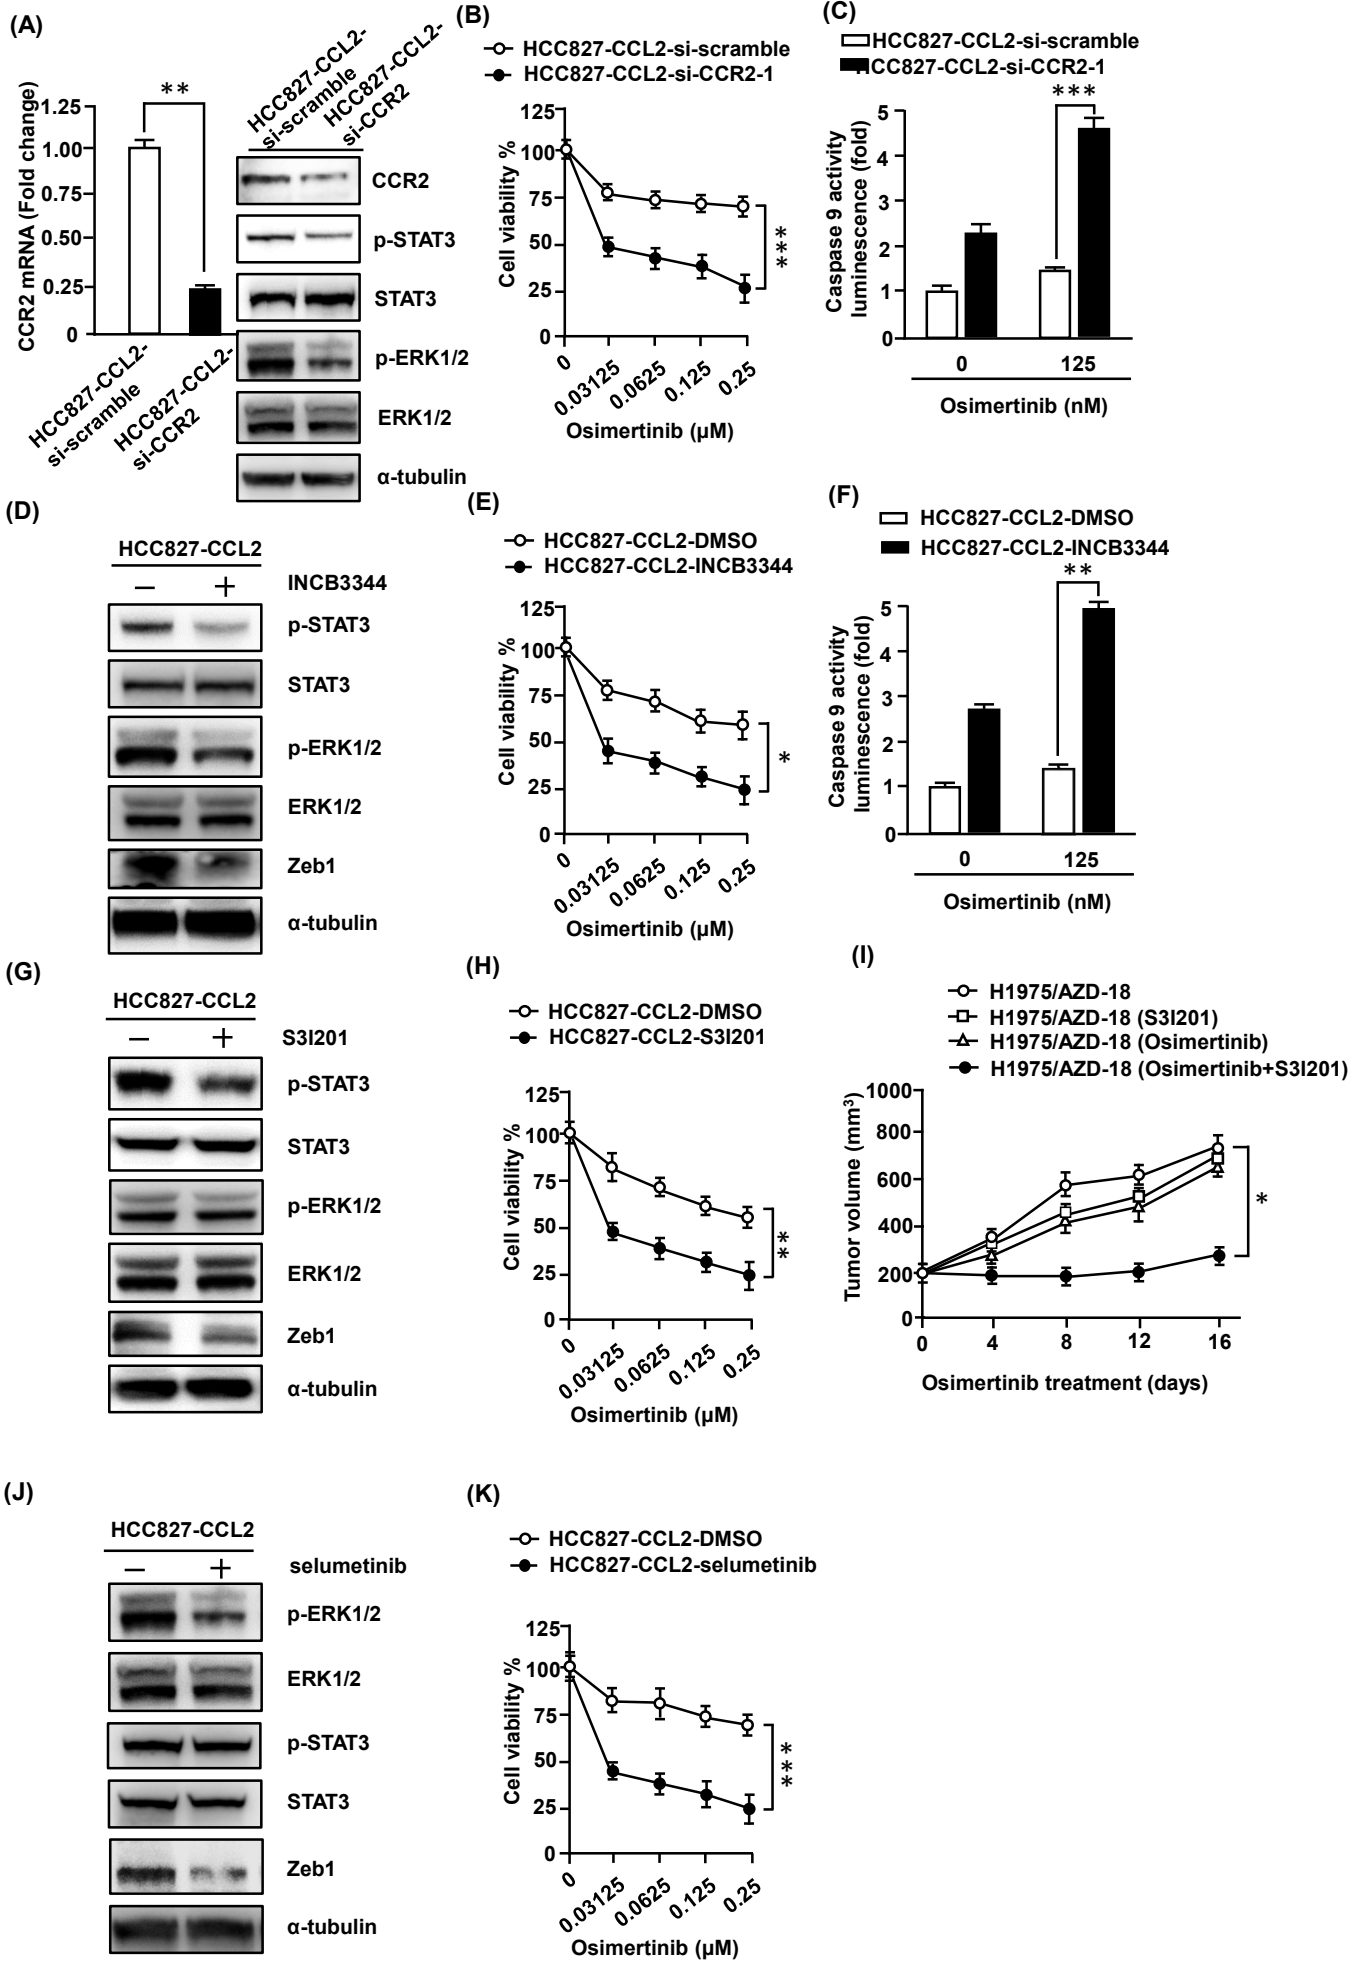 (A)
CCR2 mRNA (Fold change)
1.25
1.00
0.75
0.50
0.25
0
**
HCC827-CCL2-
si-scramble
HCC827-CCL2-
si-CCR2
HCC827-CCL2-
si-scramble
HCC827-CCL2-
si-CCR2
CCR2
p-STAT3
STAT3
p-ERK1/2
ERK1/2
α-tubulin
(B)
HCC827-CCL2-si-scramble
HCC827-CCL2-si-CCR2-1
Cell viability %
125
100
75
50
25
0
***
0
0.03125
0.0625
0.125
0.25
Osimertinib (µM)
(C)
HCC827-CCL2-si-scramble
HCC827-CCL2-si-CCR2-1
Caspase 9 activity
luminescence (fold)
5
4
3
2
1
0
***
0 125
Osimertinib (nM)
(D)
HCC827-CCL2
− + INCB3344
p-STAT3
STAT3
p-ERK1/2
ERK1/2
Zeb1
α-tubulin
(E)
HCC827-CCL2-DMSO
HCC827-CCL2-INCB3344
Cell viability %
125
100
75
50
25
0
*
0
0.03125
0.0625
0.125
0.25
Osimertinib (µM)
(F)
HCC827-CCL2-DMSO
HCC827-CCL2-INCB3344
Caspase 9 activity
luminescence (fold)
5
4
3
2
1
0
**
0 125
Osimertinib (nM)
(G)
HCC827-CCL2
− + S3I201
p-STAT3
STAT3
p-ERK1/2
ERK1/2
Zeb1
α-tubulin
(H)
HCC827-CCL2-DMSO
HCC827-CCL2-S3I201
Cell viability %
125
100
75
50
25
0
**
0
0.03125
0.0625
0.125
0.25
Osimertinib (µM)
(I)
H1975/AZD-18
H1975/AZD-18 (S3I201)
H1975/AZD-18 (Osimertinib)
H1975/AZD-18 (Osimertinib+S3I201)
Tumor volume (mm³)
1000
800
600
400
200
0
*
0 4 8 12 16
Osimertinib treatment (days)
(J)
HCC827-CCL2
− + selumetinib
p-ERK1/2
ERK1/2
p-STAT3
STAT3
Zeb1
α-tubulin
(K)
HCC827-CCL2-DMSO
HCC827-CCL2-selumetinib
Cell viability %
125
100
75
50
25
0
***
0
0.03125
0.0625
0.125
0.25
Osimertinib (µM)